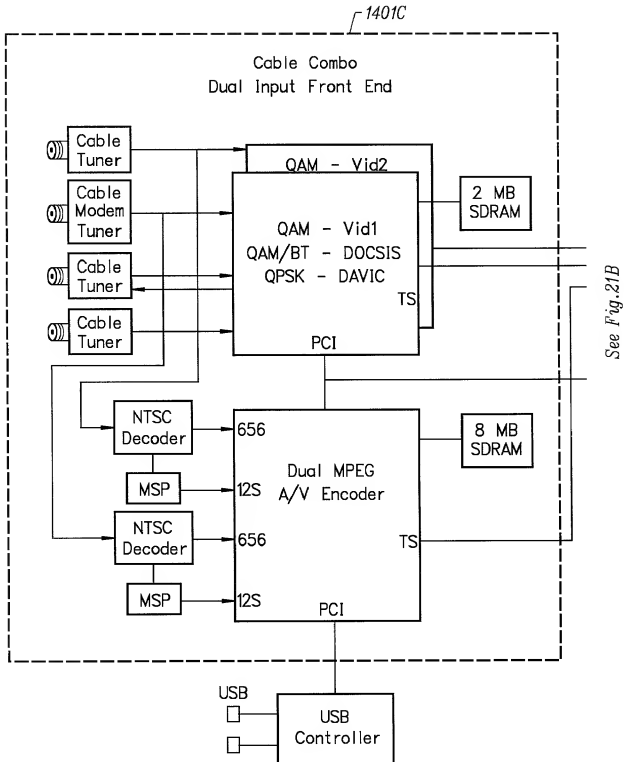 1401C
Cable Combo
Dual Input Front End
Cable
Tuner
Cable
Modem
Tuner
Cable
Tuner
Cable
Tuner
QAM - Vid2
QAM - Vid1
QAM/BT - DOCSIS
QPSK - DAVIC
TS
PCI
2 MB
SDRAM
See Fig.21B
NTSC
Decoder
MSP
NTSC
Decoder
MSP
656
12S
656
12S
Dual MPEG
A/V Encoder
TS
PCI
8 MB
SDRAM
USB
USB
Controller